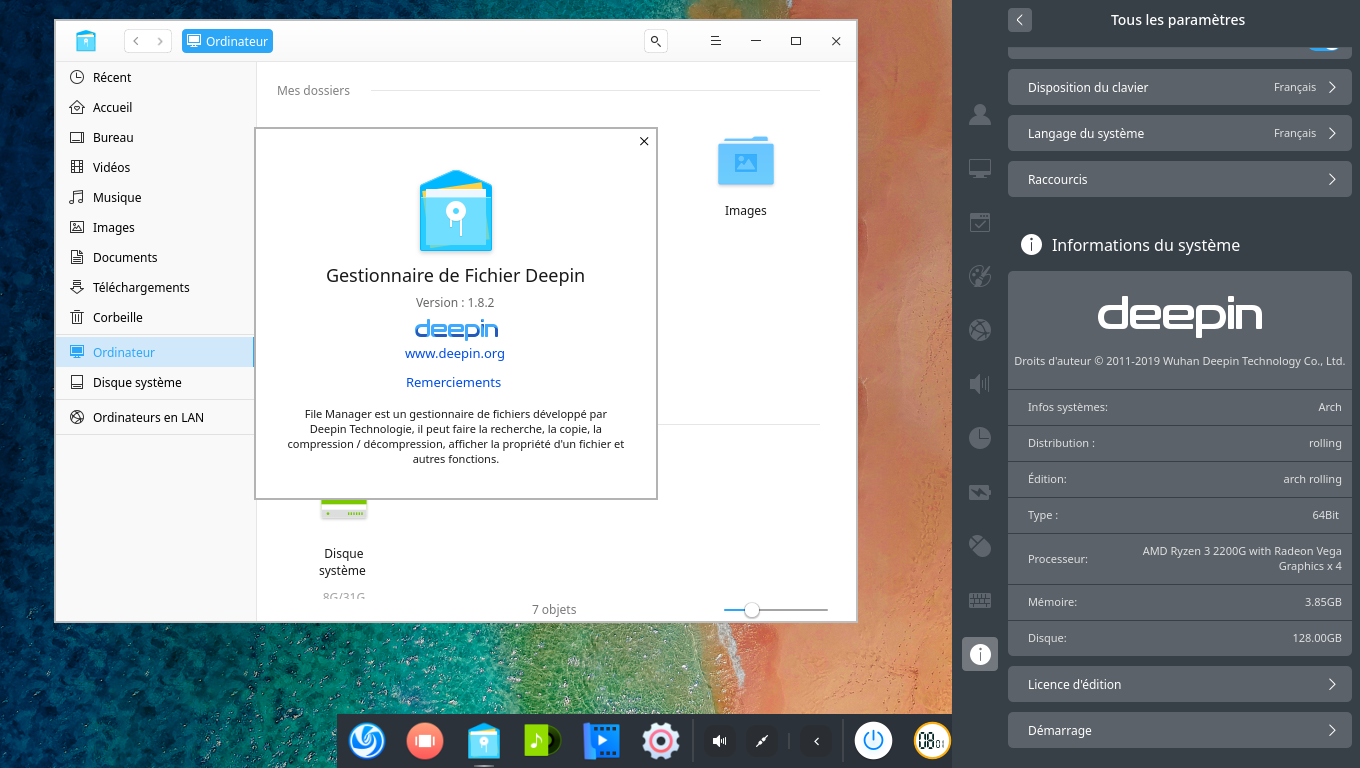 Ordinateur
Récent
Accueil
Bureau
Vidéos
Musique
Images
Documents
Téléchargements
Corbeille
Ordinateur
Disque système
Ordinateurs en LAN
Mes dossiers
Images
Gestionnaire de Fichier Deepin
Version : 1.8.2
deepin
www.deepin.org
Remerciements
File Manager est un gestionnaire de fichiers développé par
Deepin Technologie, il peut faire la recherche, la copie, la
compression / décompression, afficher la propriété d'un fichier et
autres fonctions.
Disque
système
8G/31G
7 objets
Tous les paramètres
Disposition du clavier Français
Langage du système Français
Raccourcis
Informations du système
deepin
Droits d'auteur © 2011-2019 Wuhan Deepin Technology Co., Ltd.
Infos systèmes: Arch
Distribution : rolling
Édition: arch rolling
Type : 64Bit
Processeur: AMD Ryzen 3 2200G with Radeon Vega
Graphics x 4
Mémoire: 3.85GB
Disque: 128.00GB
Licence d'édition
Démarrage
08 01